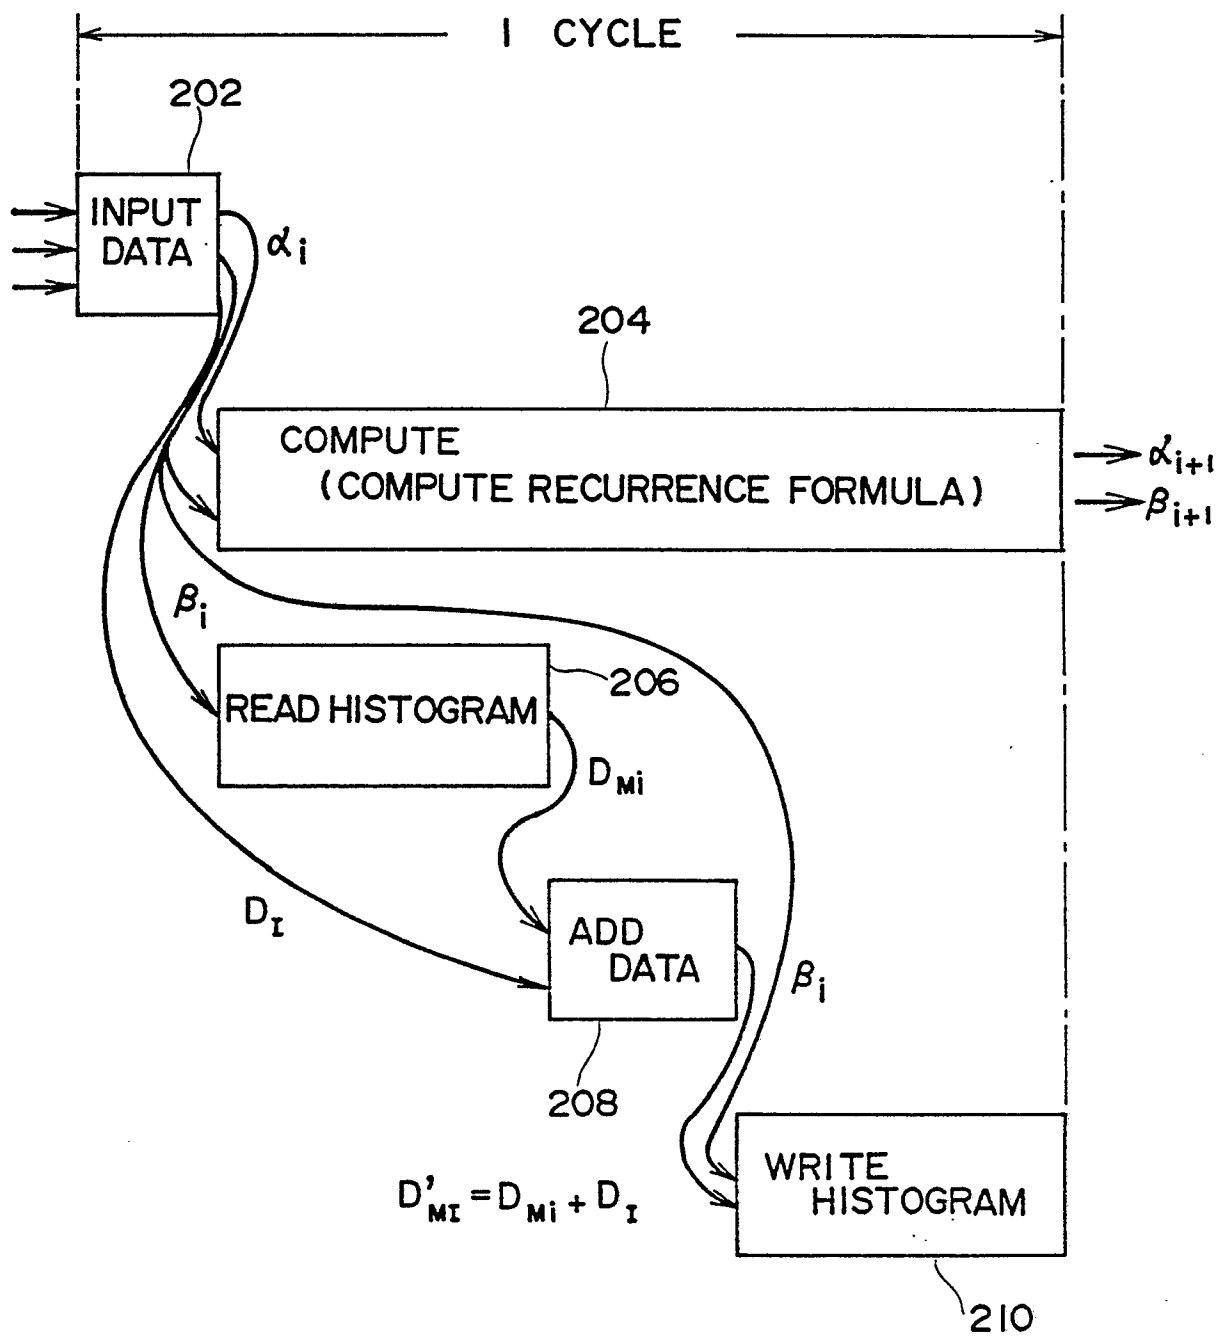 1 CYCLE
202
INPUT
DATA
αi
204
COMPUTE
(COMPUTE RECURRENCE FORMULA)
αi+1
βi+1
βi
206
READ HISTOGRAM
DMi
DI
ADD
DATA
βi
208
D'MI = DMi + DI
WRITE
HISTOGRAM
210